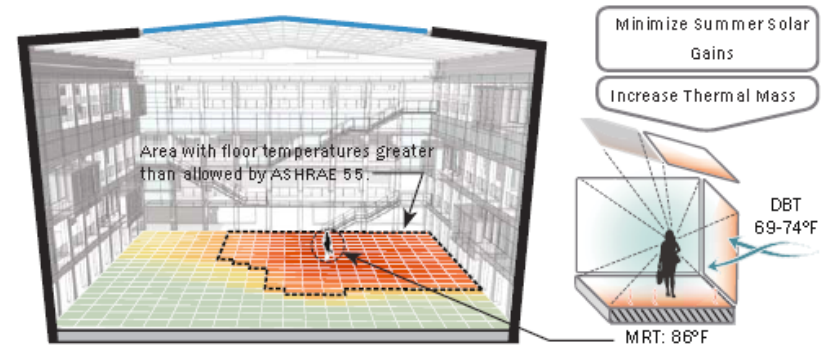 Minimize Summer Solar
Gains
Increase Thermal Mass
Area with floor temperatures greater
than allowed by ASHRAE 55.
DBT
69-74°F
MRT: 86°F